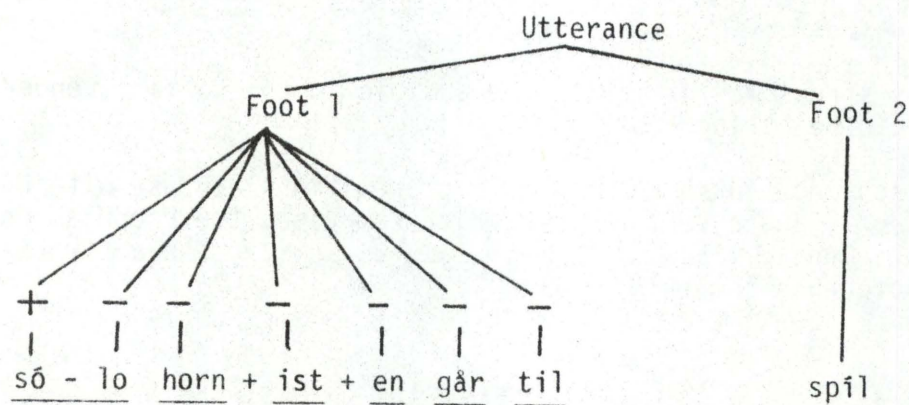 Utterance
Foot 1 Foot 2
+ - - - - - -
só - lo horn + ist + en går til spíl